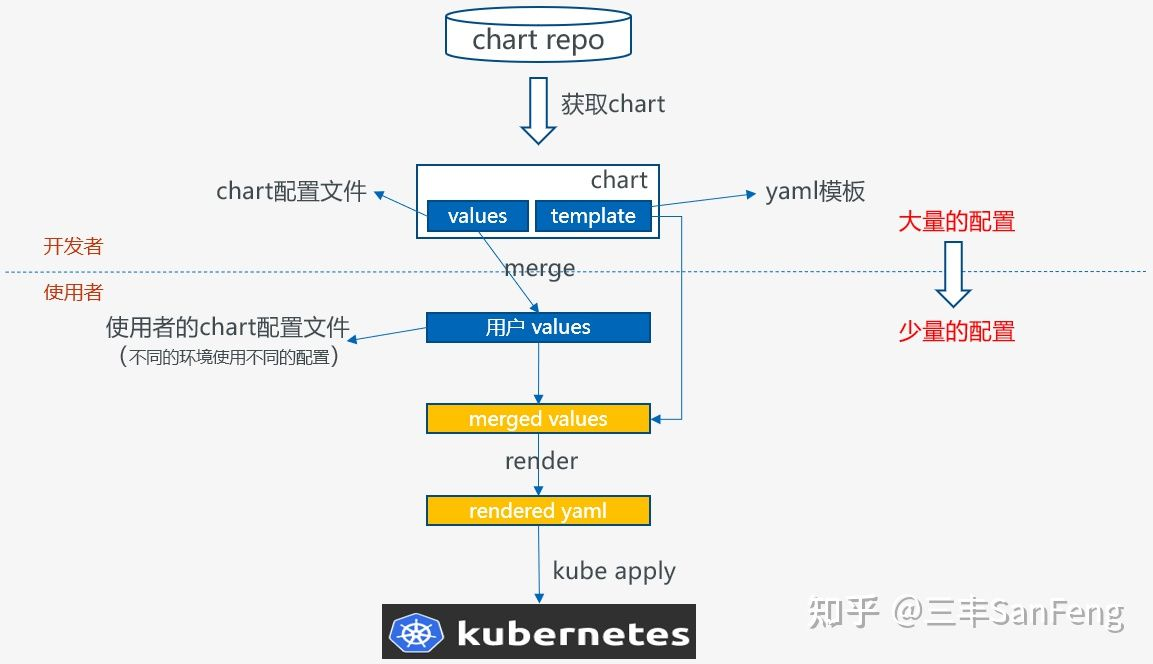 chart repo
获取chart
chart
chart配置文件
values
template
yaml模板
大量的配置
开发者
merge
使用者
使用者的chart配置文件
（不同的环境使用不同的配置）
用户 values
少量的配置
merged values
render
rendered yaml
kube apply
kubernetes
知乎 @三丰SanFeng